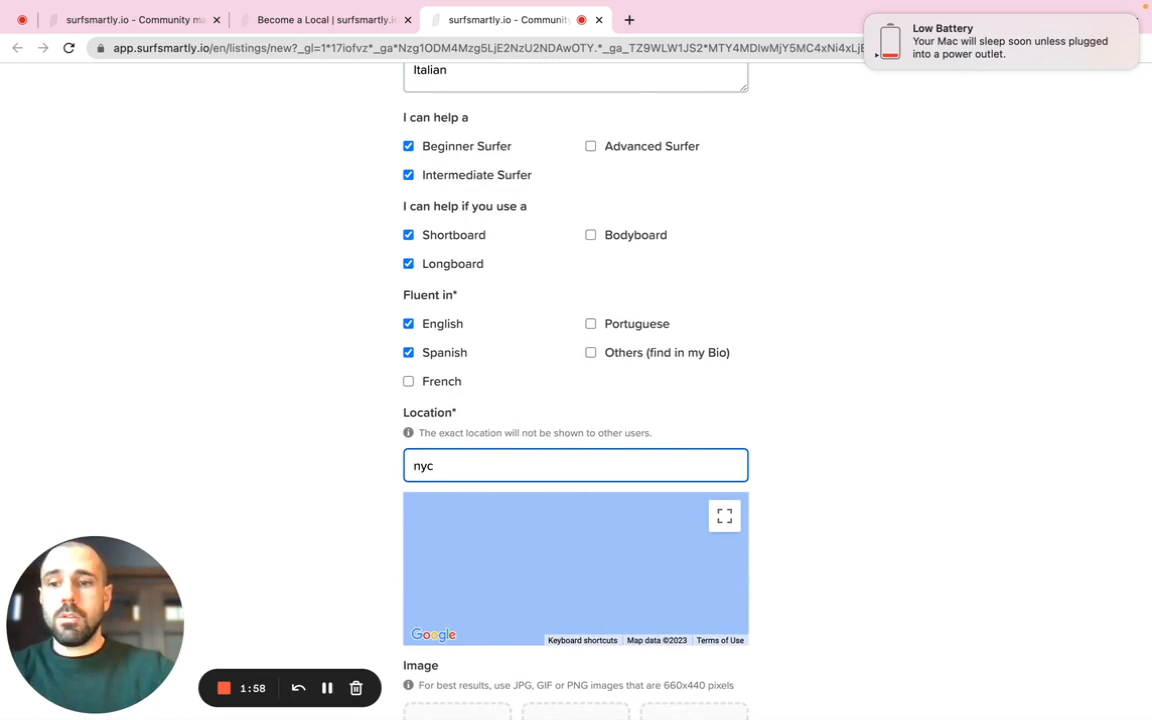 surfsmartly.io - Community ma
Become a Local | surfsmartly.io
surfsmartly.io - Communit
Low Battery
Your Mac will sleep soon unless plugged
into a power outlet.
app.surfsmartly.io/en/listings/new?_gl=1*17iofvz*_ga*Nzg1ODM4Mzg5LjE2NzU2NDAwOTY.*_ga_TZ9WLW1JS2*MTY4MDIwMjY5MC4xNi4xLjE
Italian
I can help a
Beginner Surfer
Advanced Surfer
Intermediate Surfer
I can help if you use a
Shortboard
Bodyboard
Longboard
Fluent in*
English
Portuguese
Spanish
Others (find in my Bio)
French
Location*
The exact location will not be shown to other users.
nyc
Google
Keyboard shortcuts
Map data ©2023
Terms of Use
Image
For best results, use JPG, GIF or PNG images that are 660x440 pixels
1:58